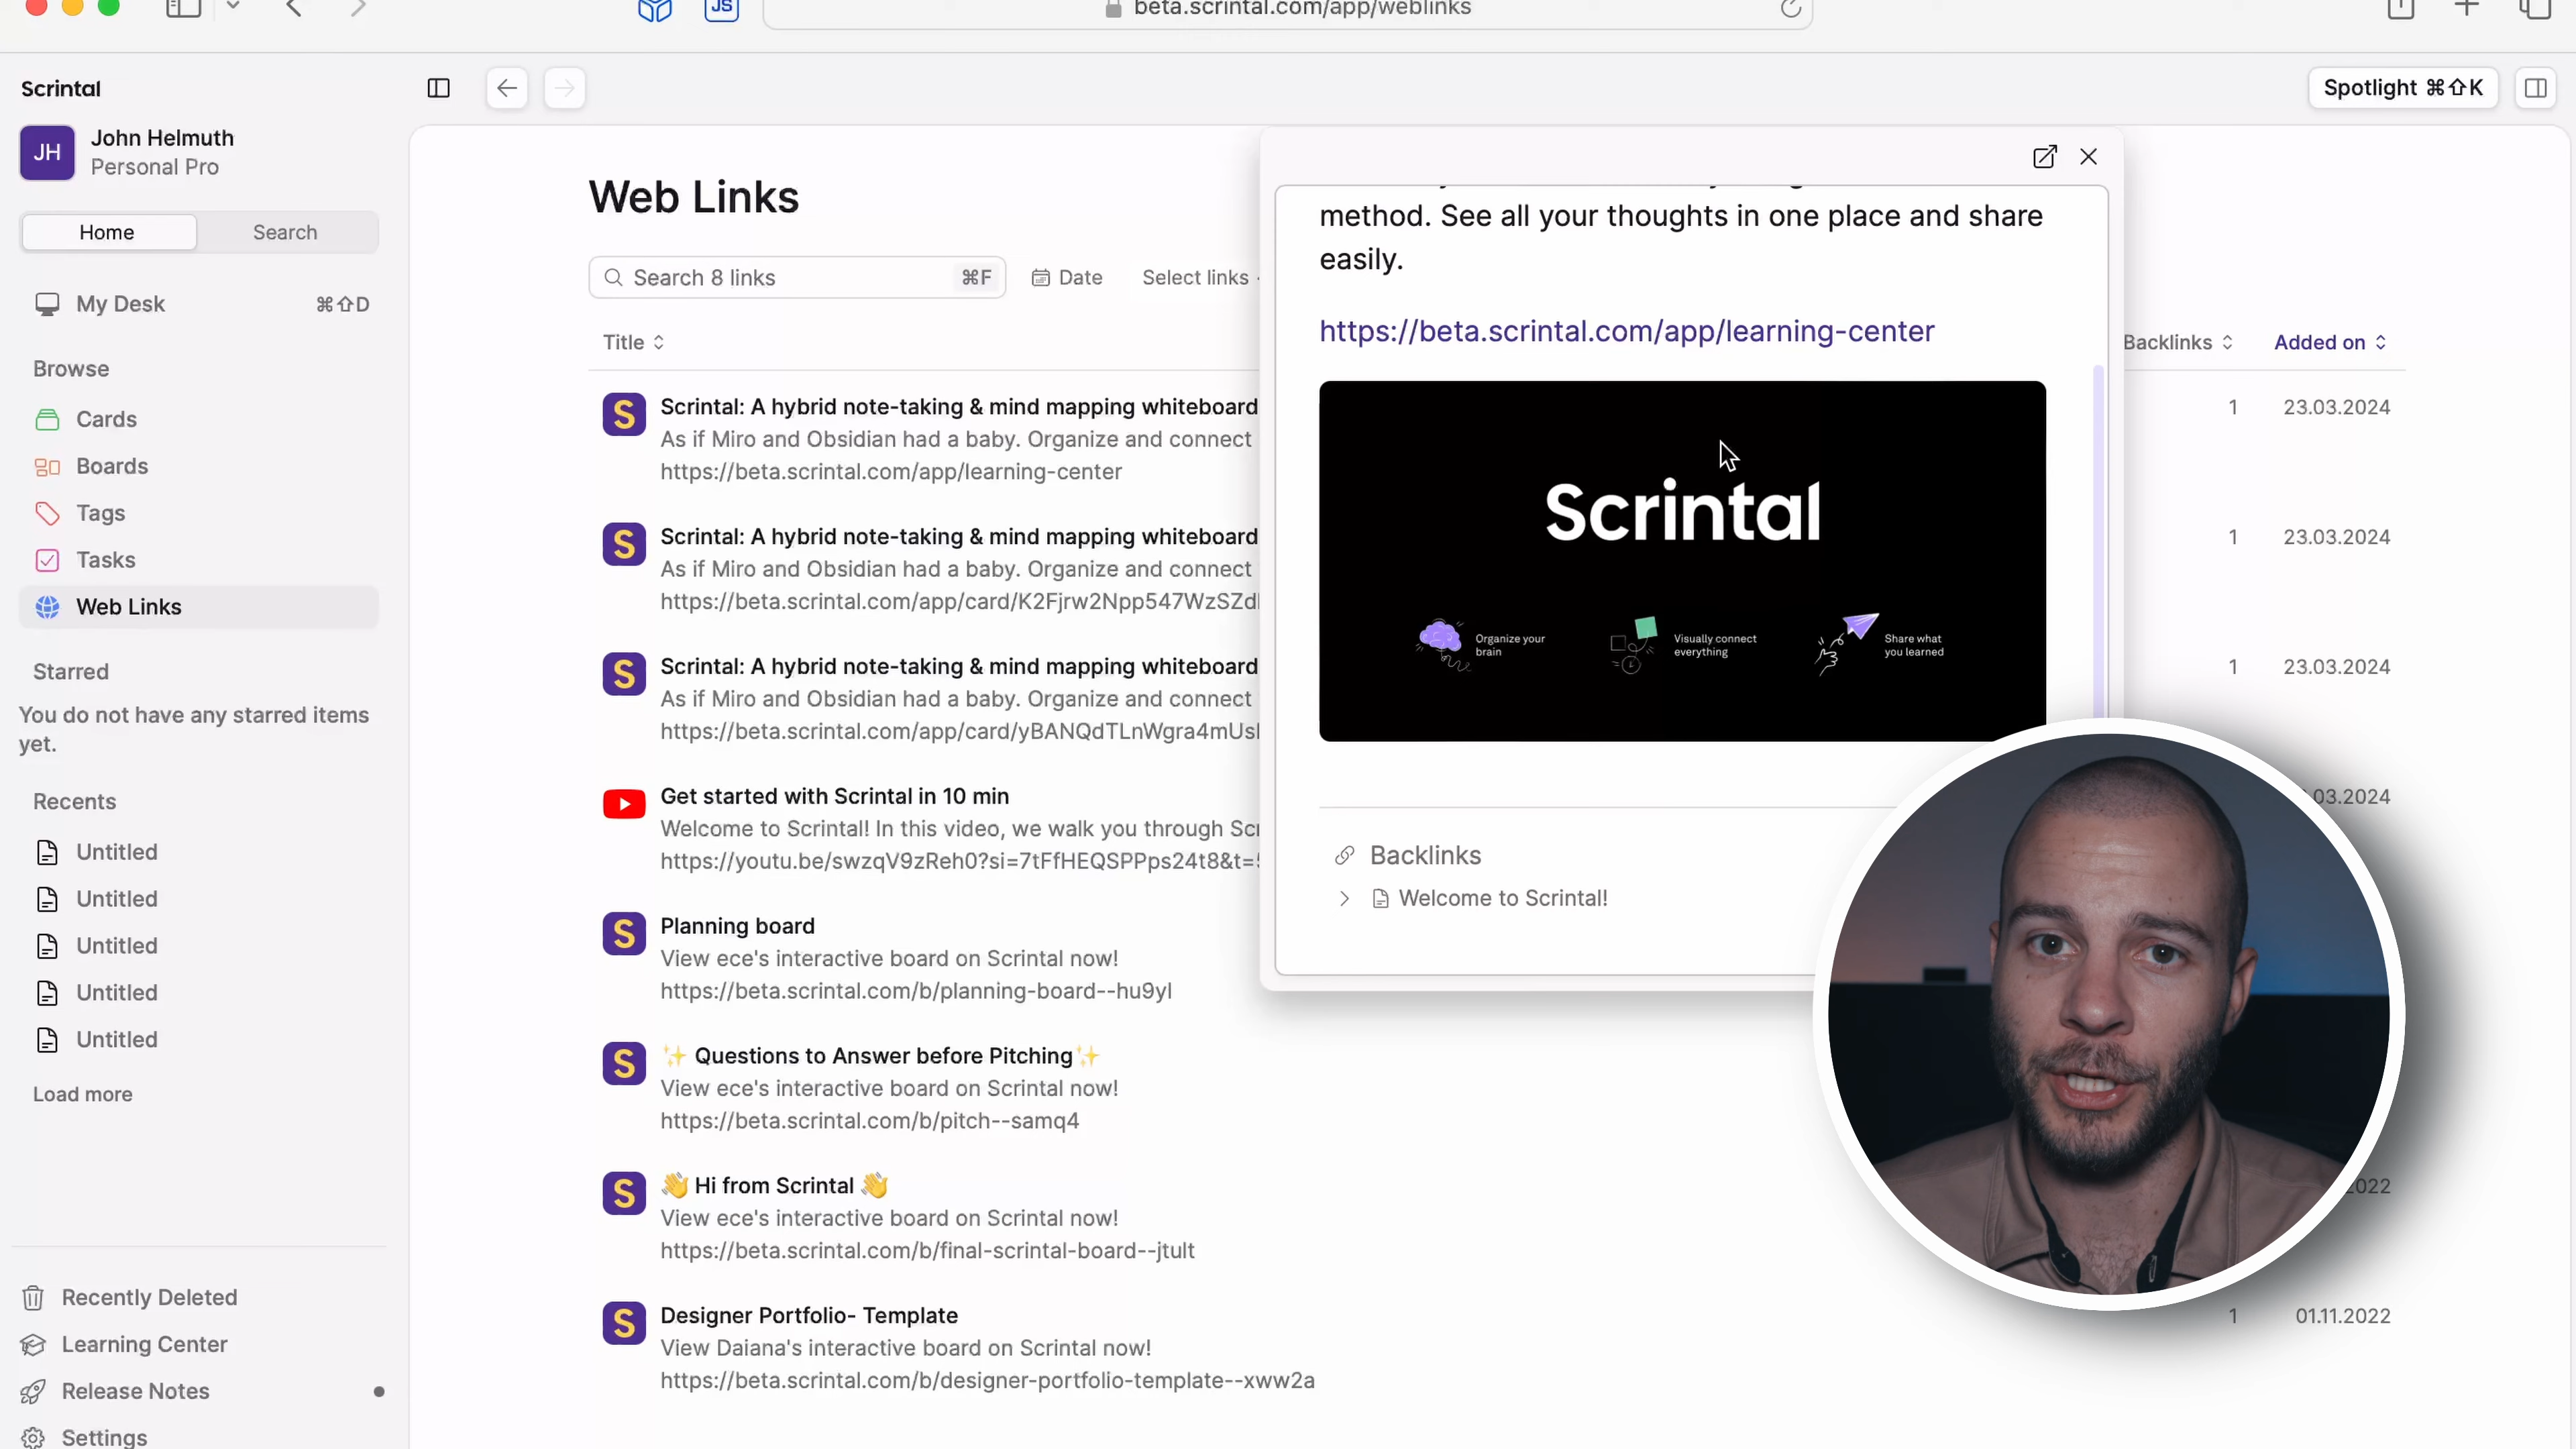 beta.scrintal.com/app/weblinks
JS
Scrintal
Spotlight ⌘⇧K
JH
John Helmuth
Personal Pro
Home
Search
My Desk
⌘⇧D
Browse
Cards
Boards
Tags
Tasks
Web Links
Starred
You do not have any starred items
yet.
Recents
Untitled
Untitled
Untitled
Untitled
Untitled
Load more
Recently Deleted
Learning Center
Release Notes
Settings
Web Links
Search 8 links
⌘F
Date
Select links
Title
Backlinks
Added on
Scrintal: A hybrid note-taking & mind mapping whiteboard
As if Miro and Obsidian had a baby. Organize and connect
https://beta.scrintal.com/app/learning-center
1
23.03.2024
Scrintal: A hybrid note-taking & mind mapping whiteboard
As if Miro and Obsidian had a baby. Organize and connect
https://beta.scrintal.com/app/card/K2Fjrw2Npp547WzSZd
1
23.03.2024
Scrintal: A hybrid note-taking & mind mapping whiteboard
As if Miro and Obsidian had a baby. Organize and connect
https://beta.scrintal.com/app/card/yBANQdTLnWgra4mUs
1
23.03.2024
Get started with Scrintal in 10 min
Welcome to Scrintal! In this video, we walk you through Scr
https://youtu.be/swzqV9zReh0?si=7tFfHEQSPPps24t8&t=
.03.2024
Planning board
View ece's interactive board on Scrintal now!
https://beta.scrintal.com/b/planning-board--hu9yl
✨ Questions to Answer before Pitching✨
View ece's interactive board on Scrintal now!
https://beta.scrintal.com/b/pitch--samq4
👋 Hi from Scrintal 👋
View ece's interactive board on Scrintal now!
https://beta.scrintal.com/b/final-scrintal-board--jtult
2022
Designer Portfolio- Template
View Daiana's interactive board on Scrintal now!
https://beta.scrintal.com/b/designer-portfolio-template--xww2a
1
01.11.2022
method. See all your thoughts in one place and share
easily.
https://beta.scrintal.com/app/learning-center
Scrintal
Organize your
brain
Visually connect
everything
Share what
you learned
Backlinks
Welcome to Scrintal!